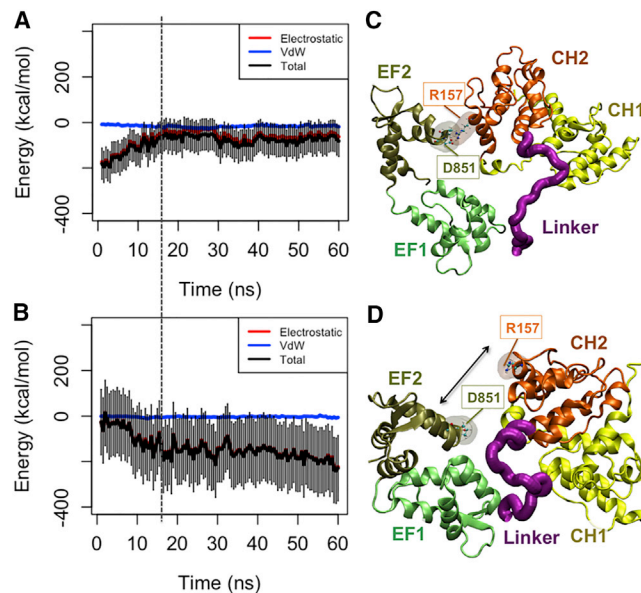 A
Energy (kcal/mol)
200
0
-400
Electrostatic
VdW
Total
0 10 20 30 40 50 60
Time (ns)
B
Energy (kcal/mol)
200
0
-400
Electrostatic
VdW
Total
0 10 20 30 40 50 60
Time (ns)
C
EF2
R157
CH2
CH1
D851
EF1
Linker
D
R157
CH2
EF2
D851
EF1
Linker
CH1